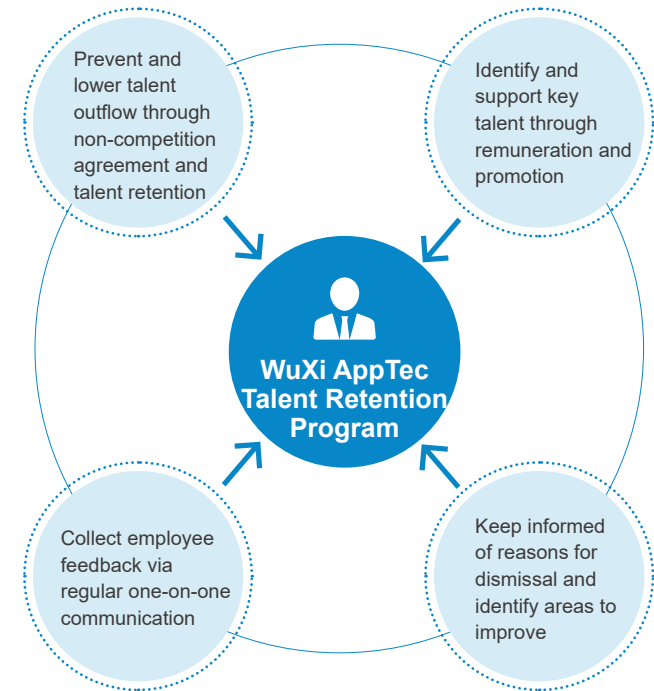 Prevent and
lower talent
outflow through
non-competition
agreement and
talent retention
Identify and
support key
talent through
remuneration and
promotion
WuXi AppTec
Talent Retention
Program
Collect employee
feedback via
regular one-on-one
communication
Keep informed
of reasons for
dismissal and
identify areas to
improve